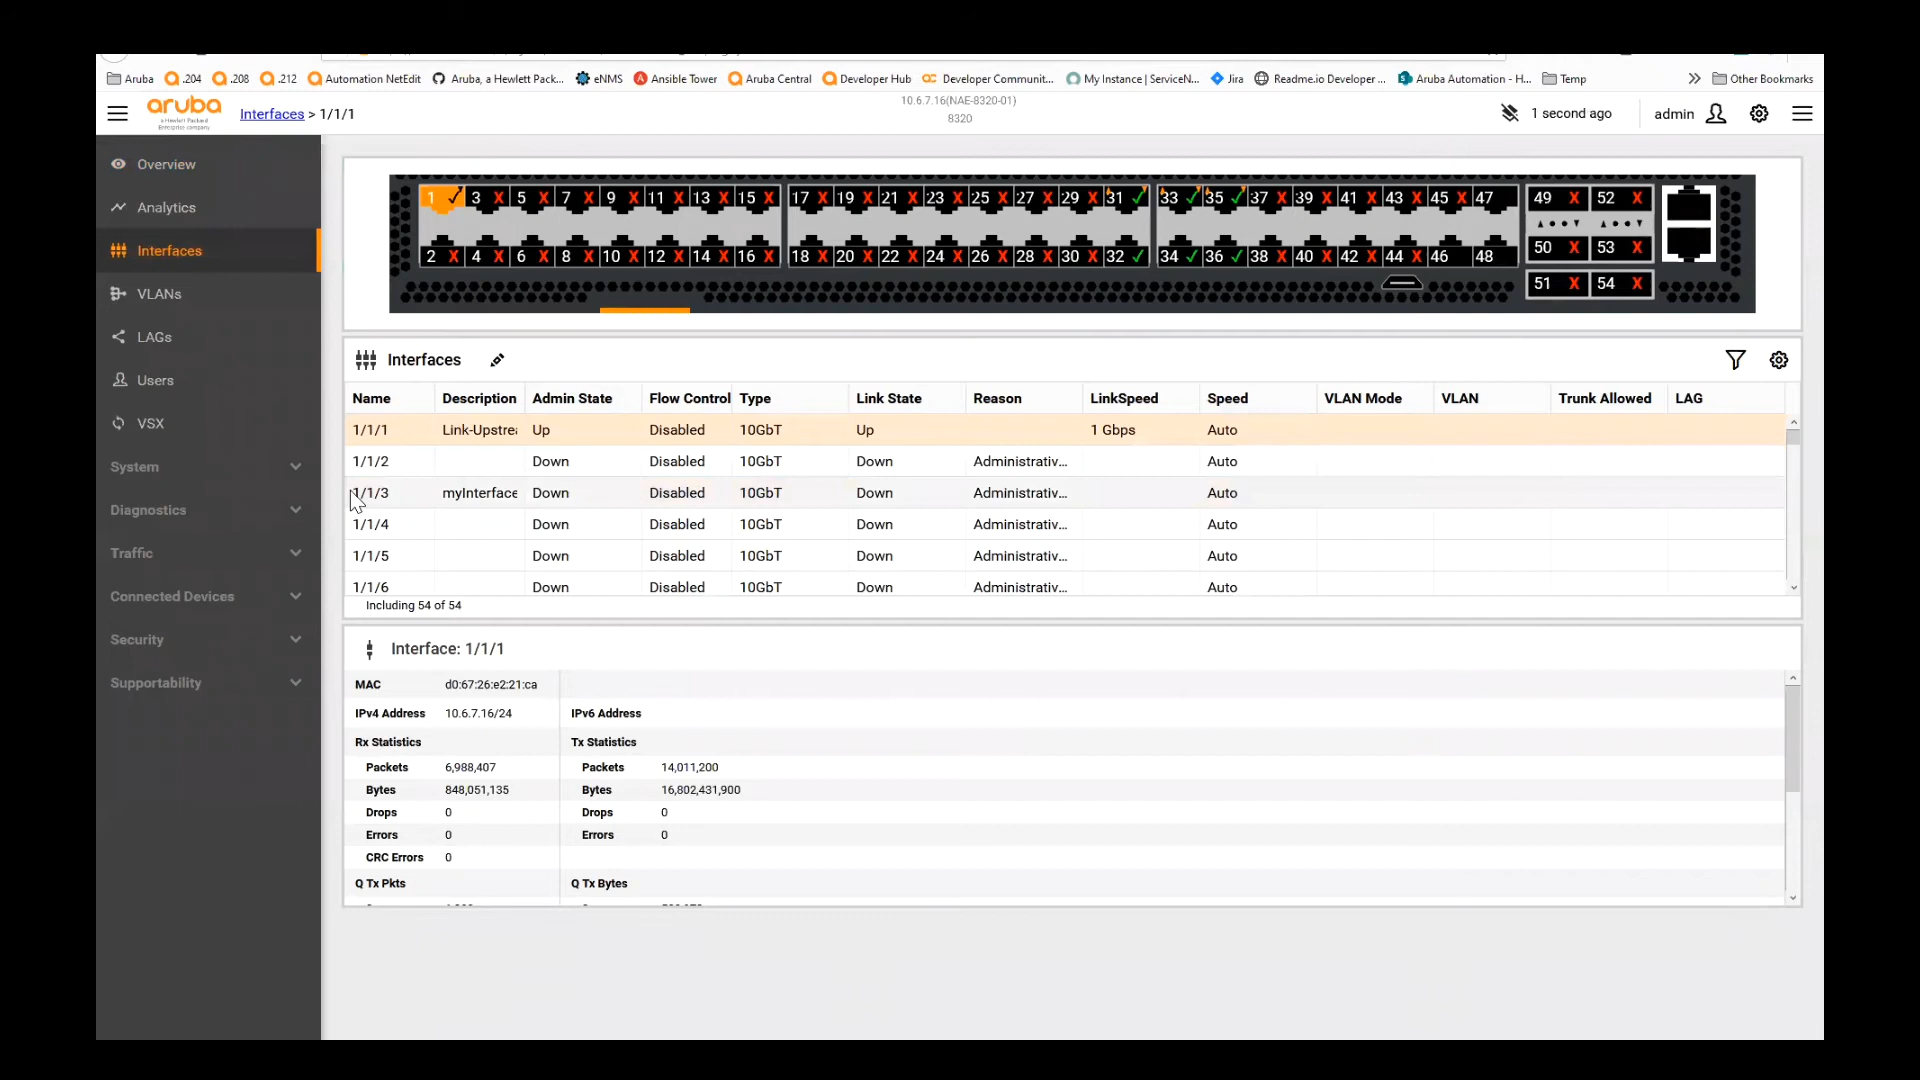 Aruba .204 .208 .212 Automation NetEdit Aruba, a Hewlett Pack... eNMS Ansible Tower Aruba Central Developer Hub Developer Communit... My Instance | ServiceN... Jira Readme.io Developer ... Aruba Automation - H... Temp Other Bookmarks
aruba
a Hewlett Packard
Enterprise company
Interfaces > 1/1/1
10.6.7.16(NAE-8320-01)
8320
1 second ago
admin
Overview
Analytics
Interfaces
VLANs
LAGs
Users
VSX
System
Diagnostics
Traffic
Connected Devices
Security
Supportability
1 3 X 5 X 7 X 9 X 11 X 13 X 15 X 17 X 19 X 21 X 23 X 25 X 27 X 29 X 31 33 35 37 X 39 X 41 X 43 X 45 X 47 49 X 52 X
2 X 4 X 6 X 8 X 10 X 12 X 14 X 16 X 18 X 20 X 22 X 24 X 26 X 28 X 30 X 32 34 36 38 X 40 X 42 X 44 X 46 48 50 X 53 X
51 X 54 X
Interfaces
Name Description Admin State Flow Control Type Link State Reason LinkSpeed Speed VLAN Mode VLAN Trunk Allowed LAG
1/1/1 Link-Upstrea Up Disabled 10GbT Up 1 Gbps Auto
1/1/2 Down Disabled 10GbT Down Administrativ... Auto
1/1/3 myInterface Down Disabled 10GbT Down Administrativ... Auto
1/1/4 Down Disabled 10GbT Down Administrativ... Auto
1/1/5 Down Disabled 10GbT Down Administrativ... Auto
1/1/6 Down Disabled 10GbT Down Administrativ... Auto
Including 54 of 54
Interface: 1/1/1
MAC d0:67:26:e2:21:ca
IPv4 Address 10.6.7.16/24 IPv6 Address
Rx Statistics Tx Statistics
Packets 6,988,407 Packets 14,011,200
Bytes 848,051,135 Bytes 16,802,431,900
Drops 0 Drops 0
Errors 0 Errors 0
CRC Errors 0
Q Tx Pkts Q Tx Bytes